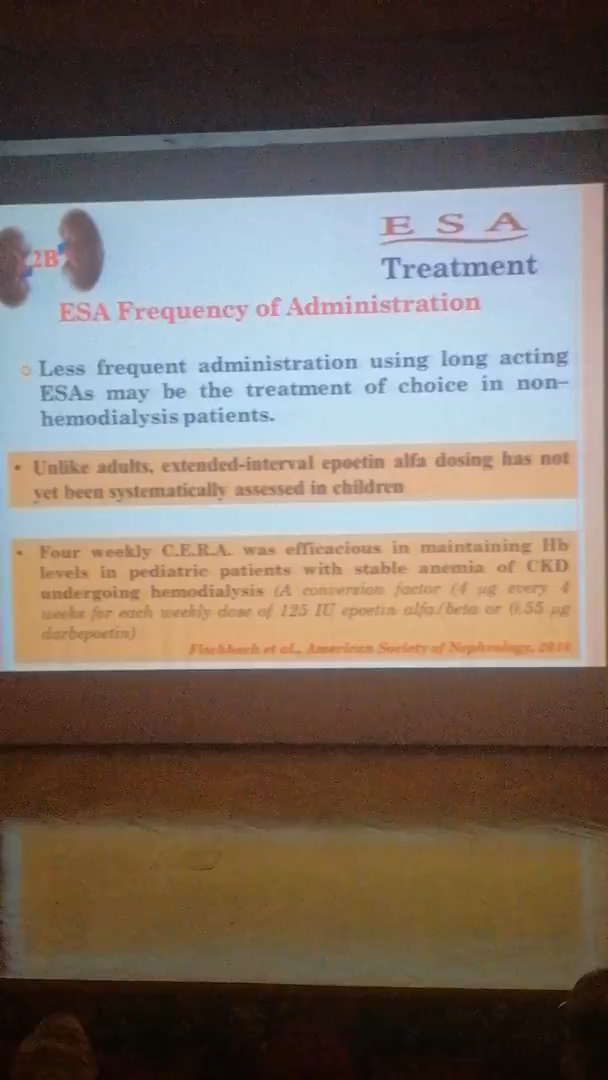 2B
E S A
Treatment
ESA Frequency of Administration
Less frequent administration using long acting
ESAs may be the treatment of choice in non-
hemodialysis patients.
• Unlike adults, extended-interval epoetin alfa dosing has not
yet been systematically assessed in children
• Four weekly C.E.R.A. was efficacious in maintaining Hb
levels in pediatric patients with stable anemia of CKD
undergoing hemodialysis (A conversion factor (4 µg every 4
weeks for each weekly dose of 125 IU epoetin alfa/beta or 0.55 µg
darbepoetin)
et al., American Society of Nephrology,